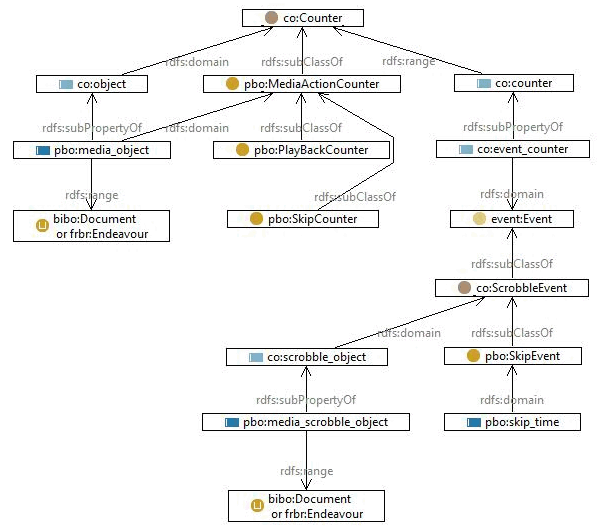 co:Counter
rdfs:domain
rdfs:subClassOf
rdfs:range
co:object
pbo:MediaActionCounter
co:counter
rdfs:subPropertyOf
rdfs:domain
rdfs:subClassOf
rdfs:subPropertyOf
pbo:media_object
pbo:PlayBackCounter
co:event_counter
rdfs:range
rdfs:subClassOf
rdfs:domain
bibo:Document
or frbr:Endeavour
pbo:SkipCounter
event:Event
rdfs:subClassOf
co:ScrobbleEvent
rdfs:domain
rdfs:subClassOf
co:scrobble_object
pbo:SkipEvent
rdfs:subPropertyOf
rdfs:domain
pbo:media_scrobble_object
pbo:skip_time
rdfs:range
bibo:Document
or frbr:Endeavour